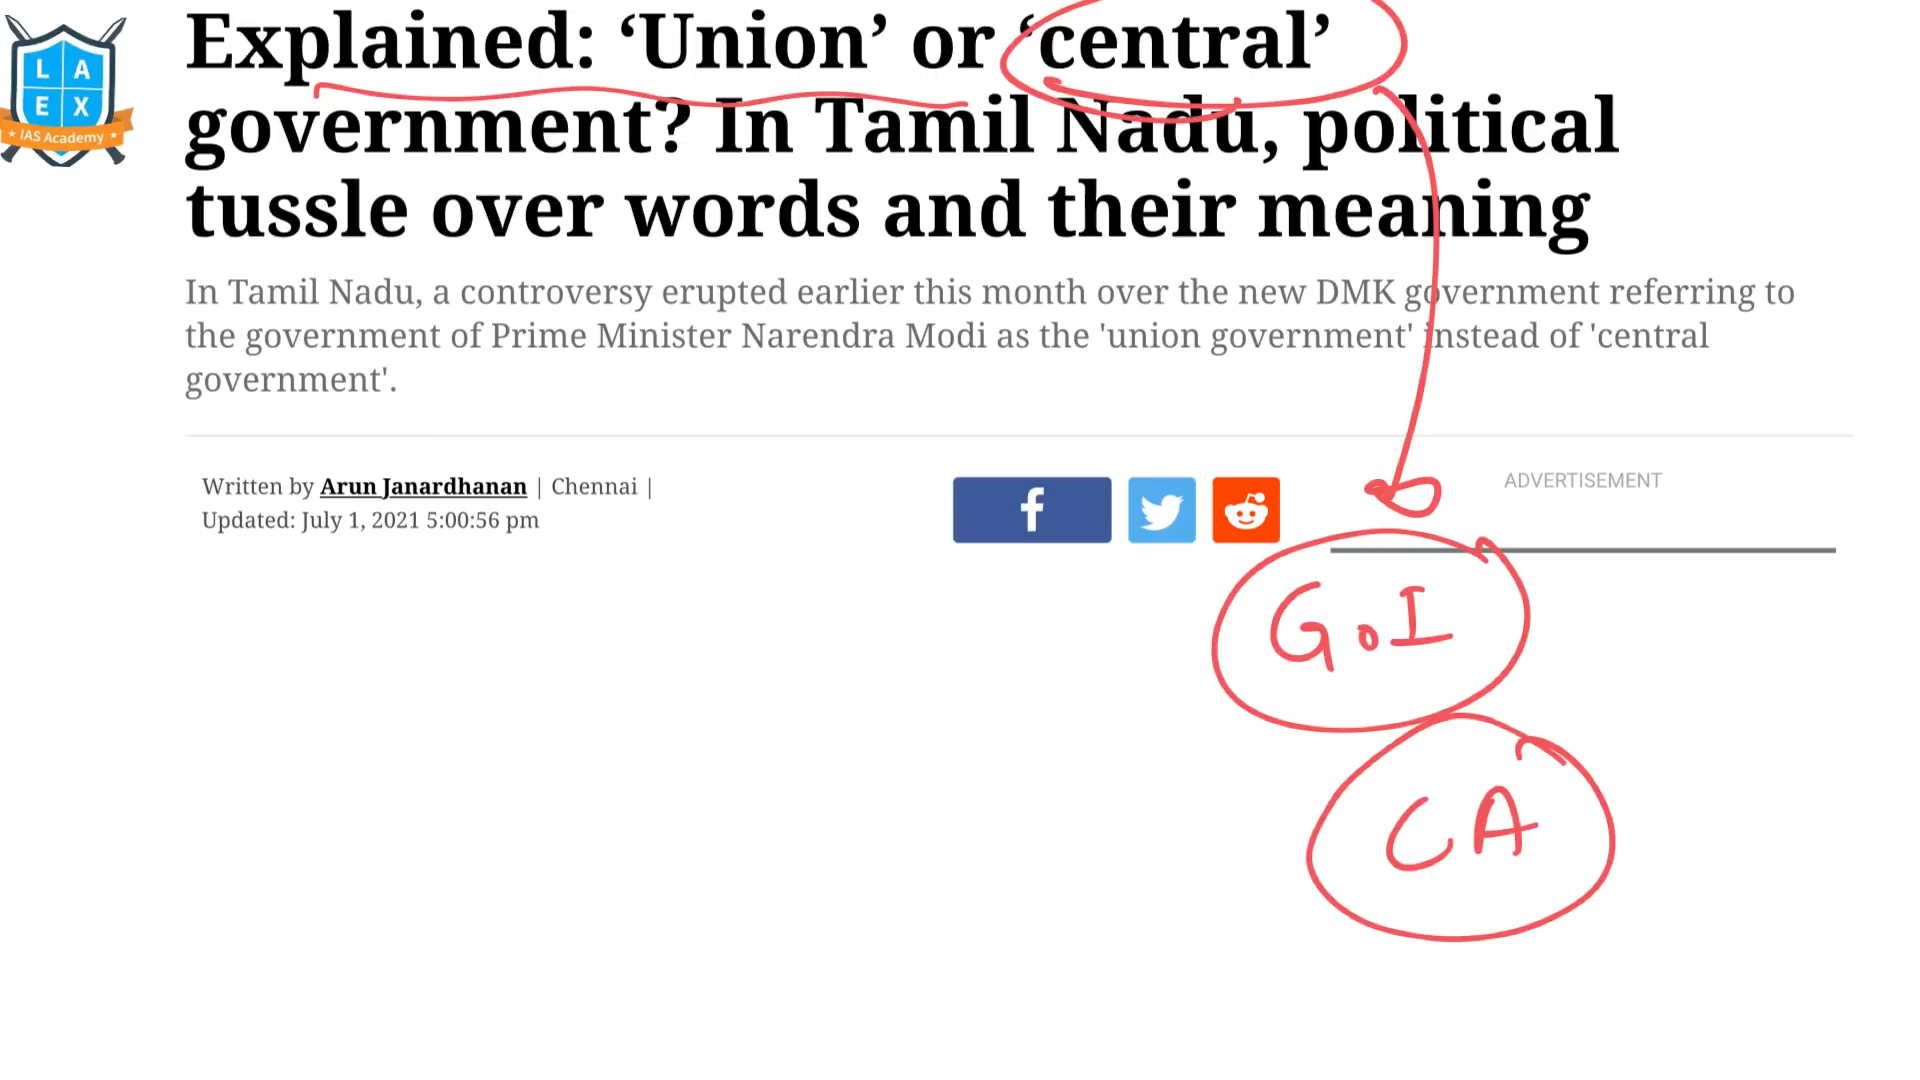 L A
E X
IAS Academy
Explained: ‘Union’ or ‘central’
government? In Tamil Nadu, political
tussle over words and their meaning
In Tamil Nadu, a controversy erupted earlier this month over the new DMK government referring to
the government of Prime Minister Narendra Modi as the 'union government' instead of 'central
government'.
Written by Arun Janardhanan | Chennai |
Updated: July 1, 2021 5:00:56 pm
ADVERTISEMENT
GoI
CA